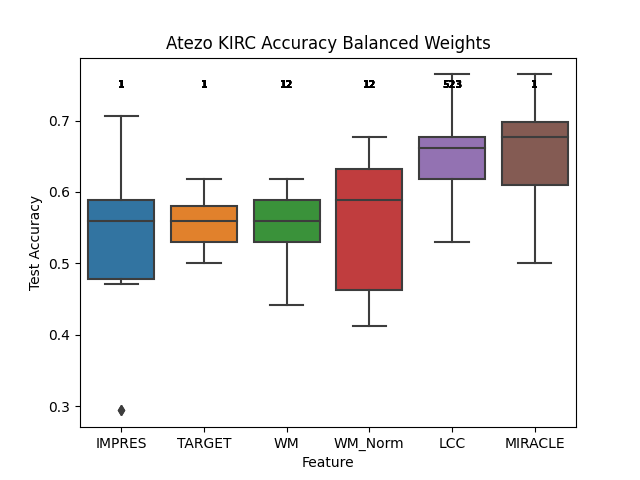 Atezo KIRC Accuracy Balanced Weights
1 1 12 12 523 1
0.7
0.6
0.5
0.4
0.3
Test Accuracy
IMPRES TARGET WM WM_Norm LCC MIRACLE
Feature